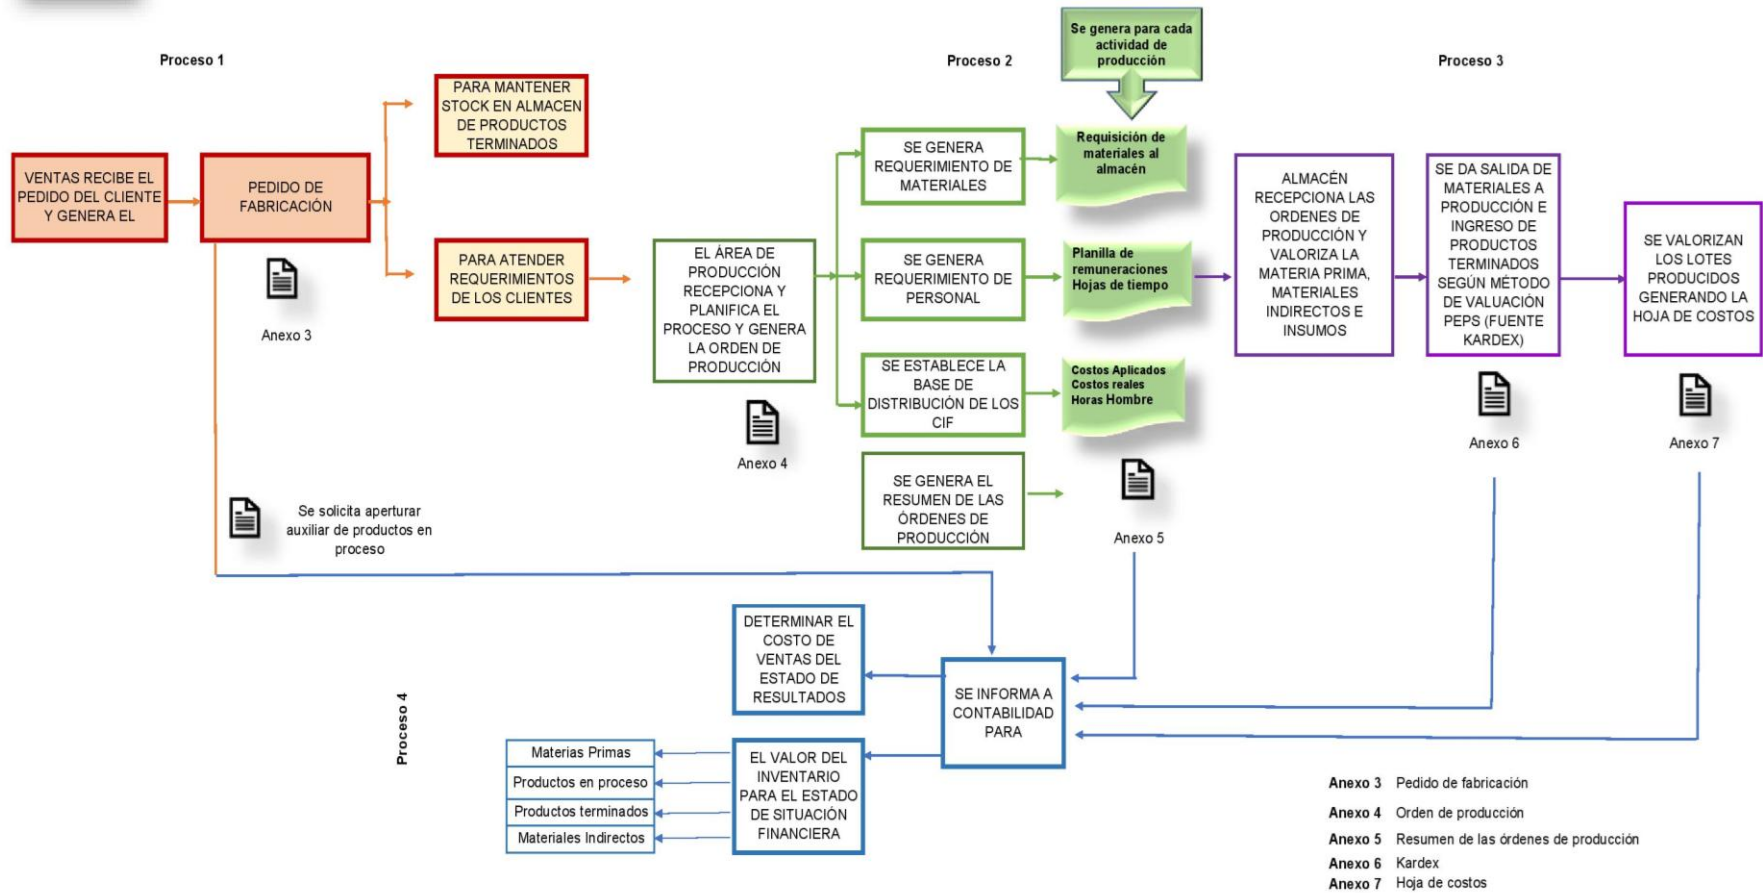 Proceso 1
Proceso 2
Proceso 3
Se genera para cada
actividad de
producción
VENTAS RECIBE EL
PEDIDO DEL CLIENTE
Y GENERA EL
PEDIDO DE
FABRICACIÓN
Anexo 3
PARA MANTENER
STOCK EN ALMACEN
DE PRODUCTOS
TERMINADOS
PARA ATENDER
REQUERIMIENTOS
DE LOS CLIENTES
EL ÁREA DE
PRODUCCIÓN
RECEPCIONA Y
PLANIFICA EL
PROCESO Y GENERA
LA ORDEN DE
PRODUCCIÓN
Anexo 4
SE GENERA
REQUERIMIENTO DE
MATERIALES
Requisición de
materiales al
almacén
SE GENERA
REQUERIMIENTO DE
PERSONAL
Planilla de
remuneraciones
Hojas de tiempo
SE ESTABLECE LA
BASE DE
DISTRIBUCIÓN DE LOS
CIF
Costos Aplicados
Costos reales
Horas Hombre
SE GENERA EL
RESUMEN DE LAS
ÓRDENES DE
PRODUCCIÓN
Anexo 5
ALMACÉN
RECEPCIONA LAS
ORDENES DE
PRODUCCIÓN Y
VALORIZA LA
MATERIA PRIMA,
MATERIALES
INDIRECTOS E
INSUMOS
SE DA SALIDA DE
MATERIALES A
PRODUCCIÓN E
INGRESO DE
PRODUCTOS
TERMINADOS
SEGÚN MÉTODO
DE VALUACIÓN
PEPS (FUENTE
KARDEX)
Anexo 6
SE VALORIZAN
LOS LOTES
PRODUCIDOS
GENERANDO LA
HOJA DE COSTOS
Anexo 7
Se solicita aperturar
auxiliar de productos en
proceso
Proceso 4
DETERMINAR EL
COSTO DE
VENTAS DEL
ESTADO DE
RESULTADOS
SE INFORMA A
CONTABILIDAD
PARA
EL VALOR DEL
INVENTARIO
PARA EL ESTADO
DE SITUACIÓN
FINANCIERA
Materias Primas
Productos en proceso
Productos terminados
Materiales Indirectos
Anexo 3 Pedido de fabricación
Anexo 4 Orden de producción
Anexo 5 Resumen de las órdenes de producción
Anexo 6 Kardex
Anexo 7 Hoja de costos